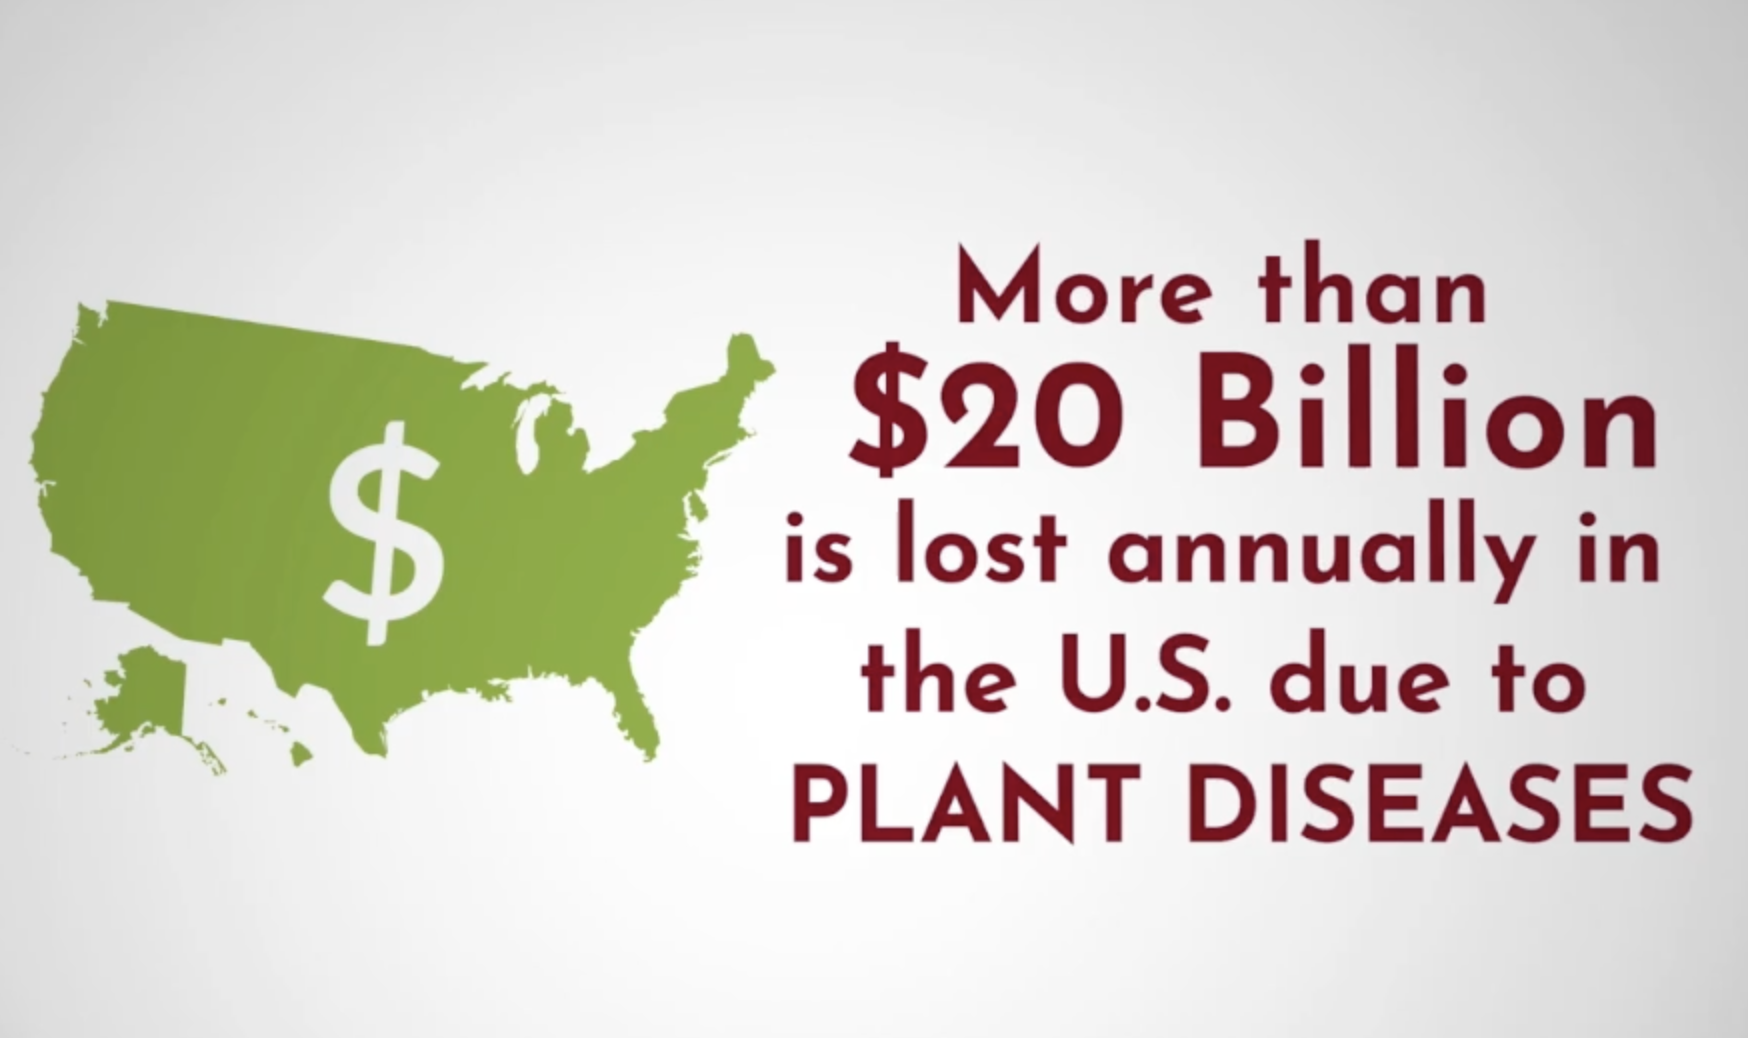 $
More than
$20 Billion
is lost annually in
the U.S. due to
PLANT DISEASES